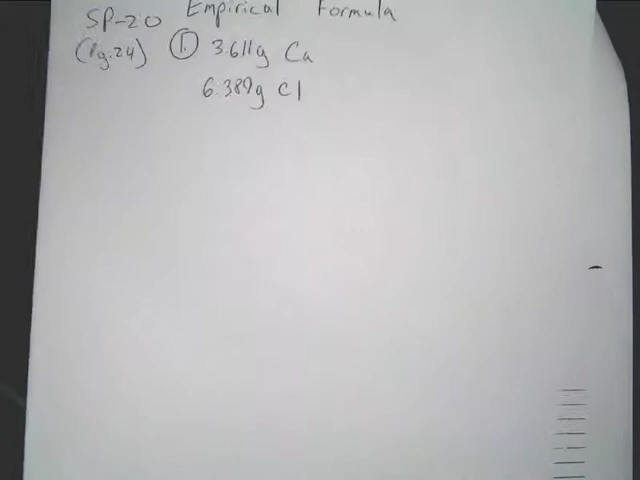 SP-20 Empirical Formula
(Pg.24) ① 3.611g Ca
6.389g Cl